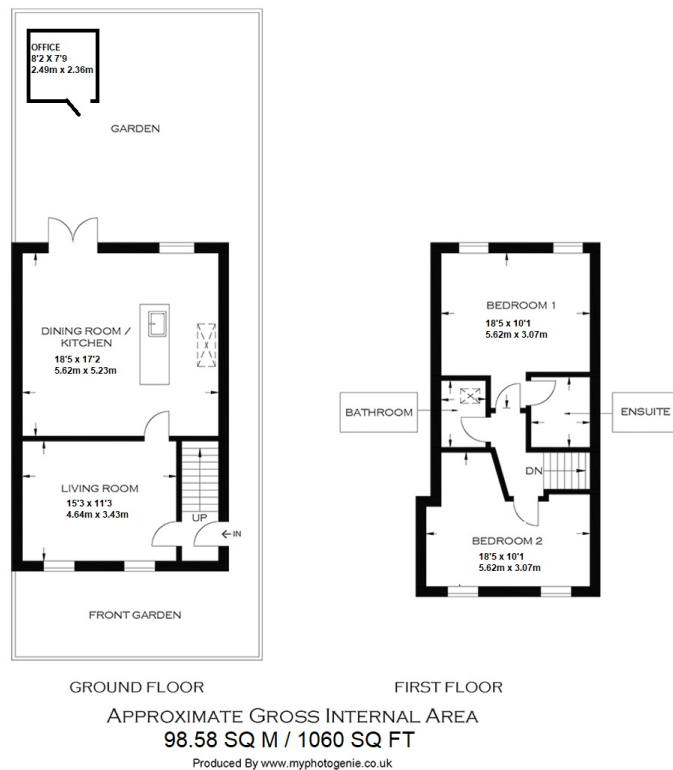 OFFICE
8'2 X 7'9
2.49m x 2.36m
GARDEN
DINING ROOM /
KITCHEN
18'5 x 17'2
5.62m x 5.23m
LIVING ROOM
15'3 x 11'3
4.64m x 3.43m
UP
IN
FRONT GARDEN
GROUND FLOOR
BEDROOM 1
18'5 x 10'1
5.62m x 3.07m
BATHROOM
ENSUITE
DN
BEDROOM 2
18'5 x 10'1
5.62m x 3.07m
FIRST FLOOR
APPROXIMATE GROSS INTERNAL AREA
98.58 SQ M / 1060 SQ FT
Produced By www.myphotogenie.co.uk